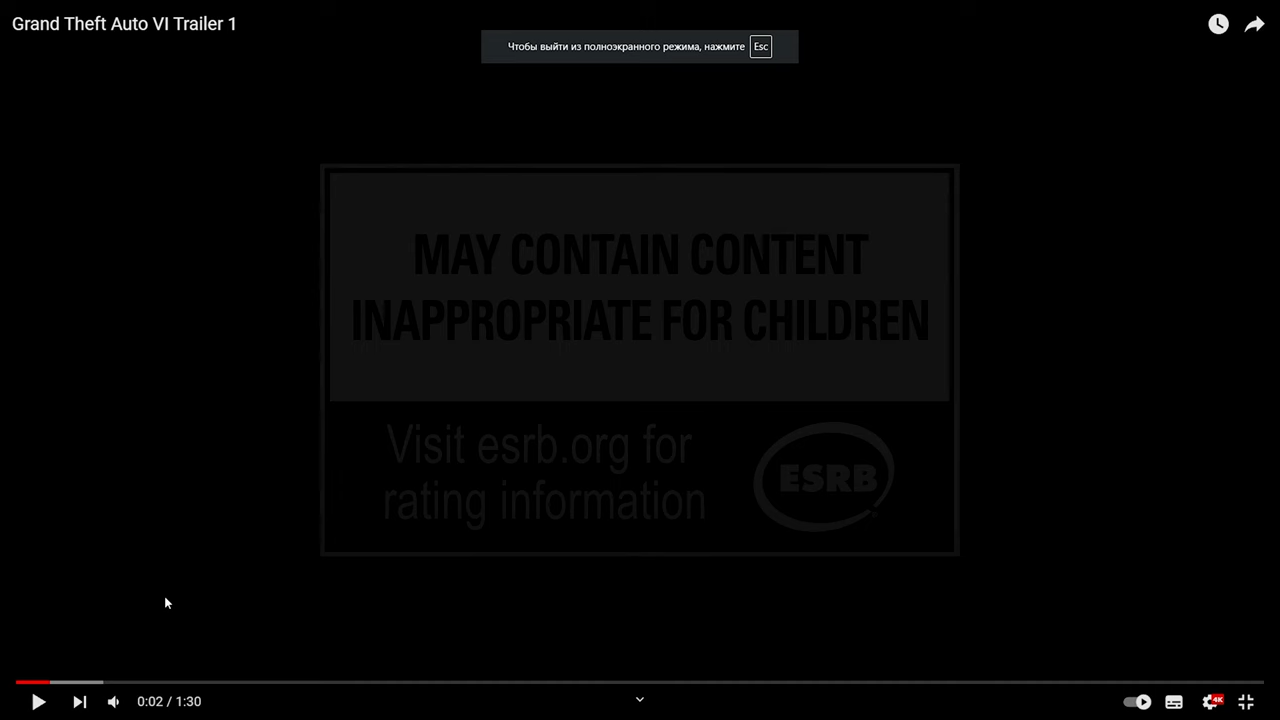 Grand Theft Auto VI Trailer 1
Чтобы выйти из полноэкранного режима, нажмите Esc
MAY CONTAIN CONTENT
INAPPROPRIATE FOR CHILDREN
Visit esrb.org for
rating information
ESRB
0:02 / 1:30
4K